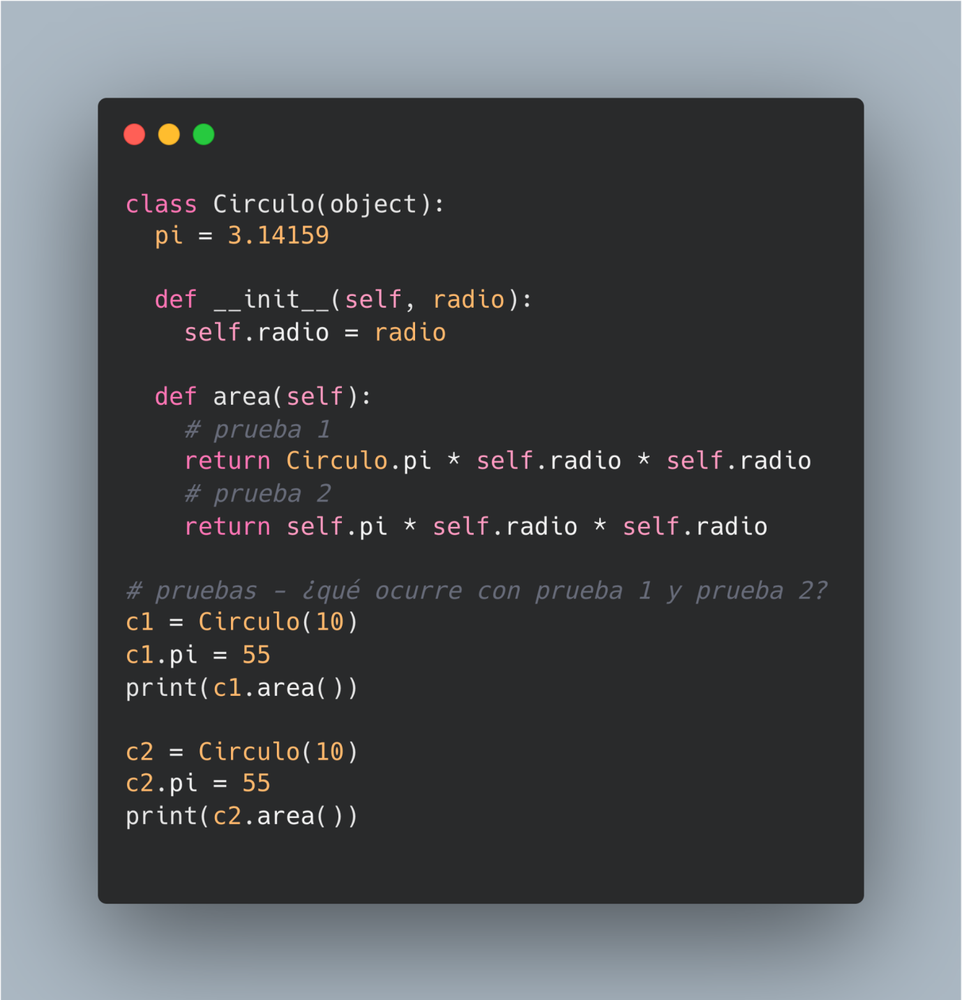 class Circulo(object):
  pi = 3.14159

  def __init__(self, radio):
    self.radio = radio

  def area(self):
    # prueba 1
    return Circulo.pi * self.radio * self.radio
    # prueba 2
    return self.pi * self.radio * self.radio

# pruebas - ¿qué ocurre con prueba 1 y prueba 2?
c1 = Circulo(10)
c1.pi = 55
print(c1.area())

c2 = Circulo(10)
c2.pi = 55
print(c2.area())